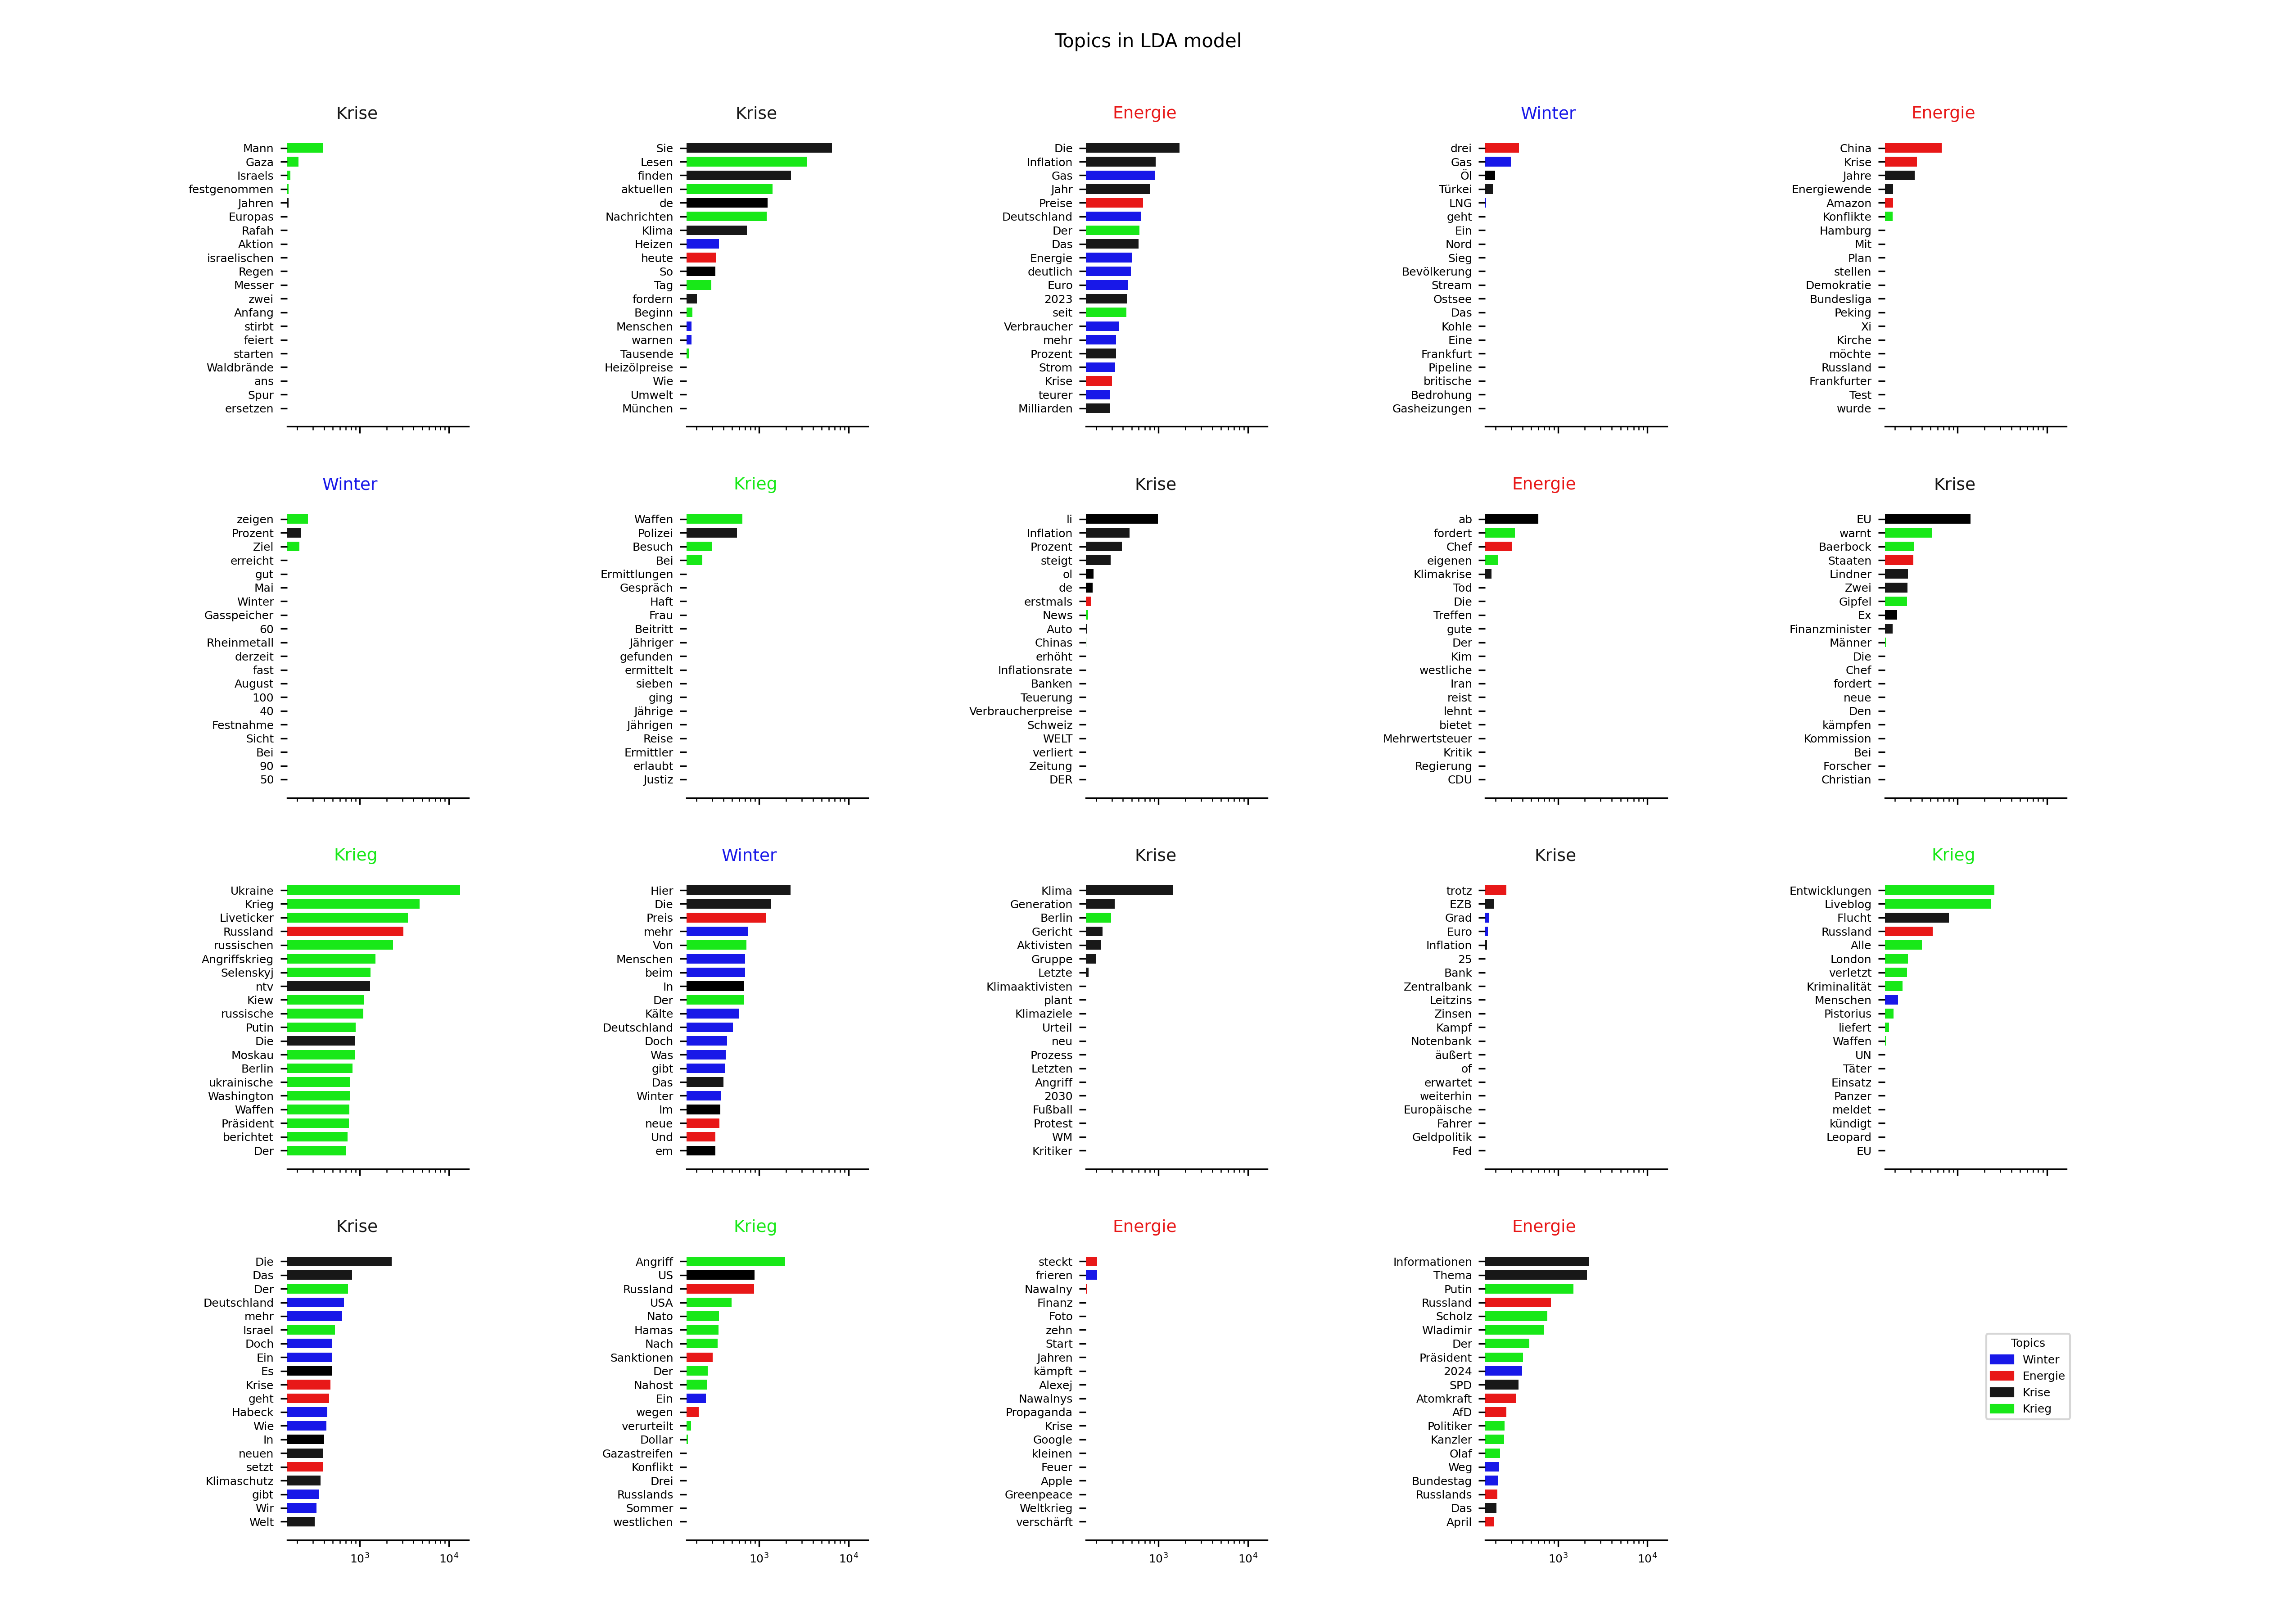 Topics in LDA model
Krise
Mann
Gaza
Israels
festgenommen
Jahren
Europas
Rafah
Aktion
israelischen
Regen
Messer
zwei
Anfang
stirbt
feiert
starten
Waldbrände
ans
Spur
ersetzen
Krise
Sie
Lesen
finden
aktuellen
de
Nachrichten
Klima
Heizen
heute
So
Tag
fordern
Beginn
Menschen
warnen
Tausende
Heizölpreise
Wie
Umwelt
München
Energie
Die
Inflation
Gas
Jahr
Preise
Deutschland
Der
Das
Energie
deutlich
Euro
2023
seit
Verbraucher
mehr
Prozent
Strom
Krise
teurer
Milliarden
Winter
drei
Gas
Öl
Türkei
LNG
geht
Ein
Nord
Sieg
Bevölkerung
Stream
Ostsee
Das
Kohle
Eine
Frankfurt
Pipeline
britische
Bedrohung
Gasheizungen
Energie
China
Krise
Jahre
Energiewende
Amazon
Konflikte
Hamburg
Mit
Plan
stellen
Demokratie
Bundesliga
Peking
Xi
Kirche
möchte
Russland
Frankfurter
Test
wurde
Winter
zeigen
Prozent
Ziel
erreicht
gut
Mai
Winter
Gasspeicher
60
Rheinmetall
derzeit
fast
August
100
40
Festnahme
Sicht
Bei
90
50
Krieg
Waffen
Polizei
Besuch
Bei
Ermittlungen
Gespräch
Haft
Frau
Beitritt
Jähriger
gefunden
ermittelt
sieben
ging
Jährige
Jährigen
Reise
Ermittler
erlaubt
Justiz
Krise
li
Inflation
Prozent
steigt
ol
de
erstmals
News
Auto
Chinas
erhöht
Inflationsrate
Banken
Teuerung
Verbraucherpreise
Schweiz
WELT
verliert
Zeitung
DER
Energie
ab
fordert
Chef
eigenen
Klimakrise
Tod
Die
Treffen
gute
Der
Kim
westliche
Iran
reist
lehnt
bietet
Mehrwertsteuer
Kritik
Regierung
CDU
Krise
EU
warnt
Baerbock
Staaten
Lindner
Zwei
Gipfel
Ex
Finanzminister
Männer
Die
Chef
fordert
neue
Den
kämpfen
Kommission
Bei
Forscher
Christian
Krieg
Ukraine
Krieg
Liveticker
Russland
russischen
Angriffskrieg
Selenskyj
ntv
Kiew
russische
Putin
Die
Moskau
Berlin
ukrainische
Washington
Waffen
Präsident
berichtet
Der
Winter
Hier
Die
Preis
mehr
Von
Menschen
beim
In
Der
Kälte
Deutschland
Doch
Was
gibt
Das
Winter
Im
neue
Und
em
Krise
Klima
Generation
Berlin
Gericht
Aktivisten
Gruppe
Letzte
Klimaaktivisten
plant
Klimaziele
Urteil
neu
Prozess
Letzten
Angriff
2030
Fußball
Protest
WM
Kritiker
Krise
trotz
EZB
Grad
Euro
Inflation
25
Bank
Zentralbank
Leitzins
Zinsen
Kampf
Notenbank
äußert
of
erwartet
weiterhin
Europäische
Fahrer
Geldpolitik
Fed
Krieg
Entwicklungen
Liveblog
Flucht
Russland
Alle
London
verletzt
Kriminalität
Menschen
Pistorius
liefert
Waffen
UN
Täter
Einsatz
Panzer
meldet
kündigt
Leopard
EU
Krise
Die
Das
Der
Deutschland
mehr
Israel
Doch
Ein
Es
Krise
geht
Habeck
Wie
In
neuen
setzt
Klimaschutz
gibt
Wir
Welt
10³ 10⁴
Krieg
Angriff
US
Russland
USA
Nato
Hamas
Nach
Sanktionen
Der
Nahost
Ein
wegen
verurteilt
Dollar
Gazastreifen
Konflikt
Drei
Russlands
Sommer
westlichen
10³ 10⁴
Energie
steckt
frieren
Nawalny
Finanz
Foto
zehn
Start
Jahren
kämpft
Alexej
Nawalnys
Propaganda
Krise
Google
kleinen
Feuer
Apple
Greenpeace
Weltkrieg
verschärft
10³ 10⁴
Energie
Informationen
Thema
Putin
Russland
Scholz
Wladimir
Der
Präsident
2024
SPD
Atomkraft
AfD
Politiker
Kanzler
Olaf
Weg
Bundestag
Russlands
Das
April
10³ 10⁴
Topics
Winter
Energie
Krise
Krieg